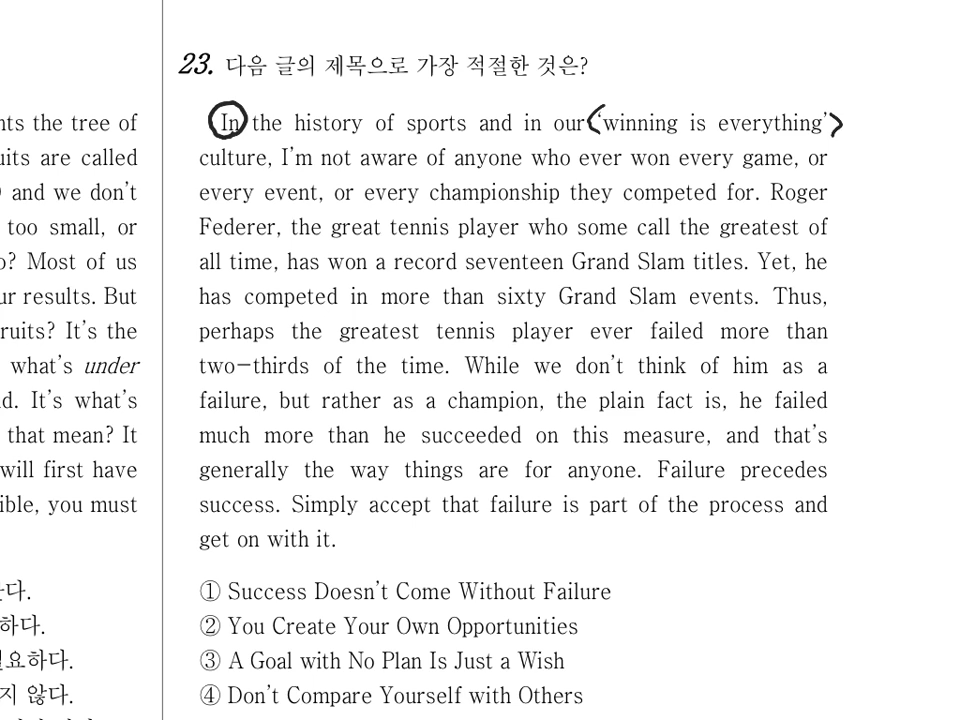 nts the tree of
uits are called
and we don't
too small, or
o? Most of us
ur results. But
ruits? It's the
what's under
d. It's what's
that mean? It
will first have
ible, you must
다.
하다.
요하다.
지 않다.
23. 다음 글의 제목으로 가장 적절한 것은?
In the history of sports and in our 'winning is everything'
culture, I'm not aware of anyone who ever won every game, or
every event, or every championship they competed for. Roger
Federer, the great tennis player who some call the greatest of
all time, has won a record seventeen Grand Slam titles. Yet, he
has competed in more than sixty Grand Slam events. Thus,
perhaps the greatest tennis player ever failed more than
two-thirds of the time. While we don't think of him as a
failure, but rather as a champion, the plain fact is, he failed
much more than he succeeded on this measure, and that's
generally the way things are for anyone. Failure precedes
success. Simply accept that failure is part of the process and
get on with it.
① Success Doesn't Come Without Failure
② You Create Your Own Opportunities
③ A Goal with No Plan Is Just a Wish
④ Don't Compare Yourself with Others